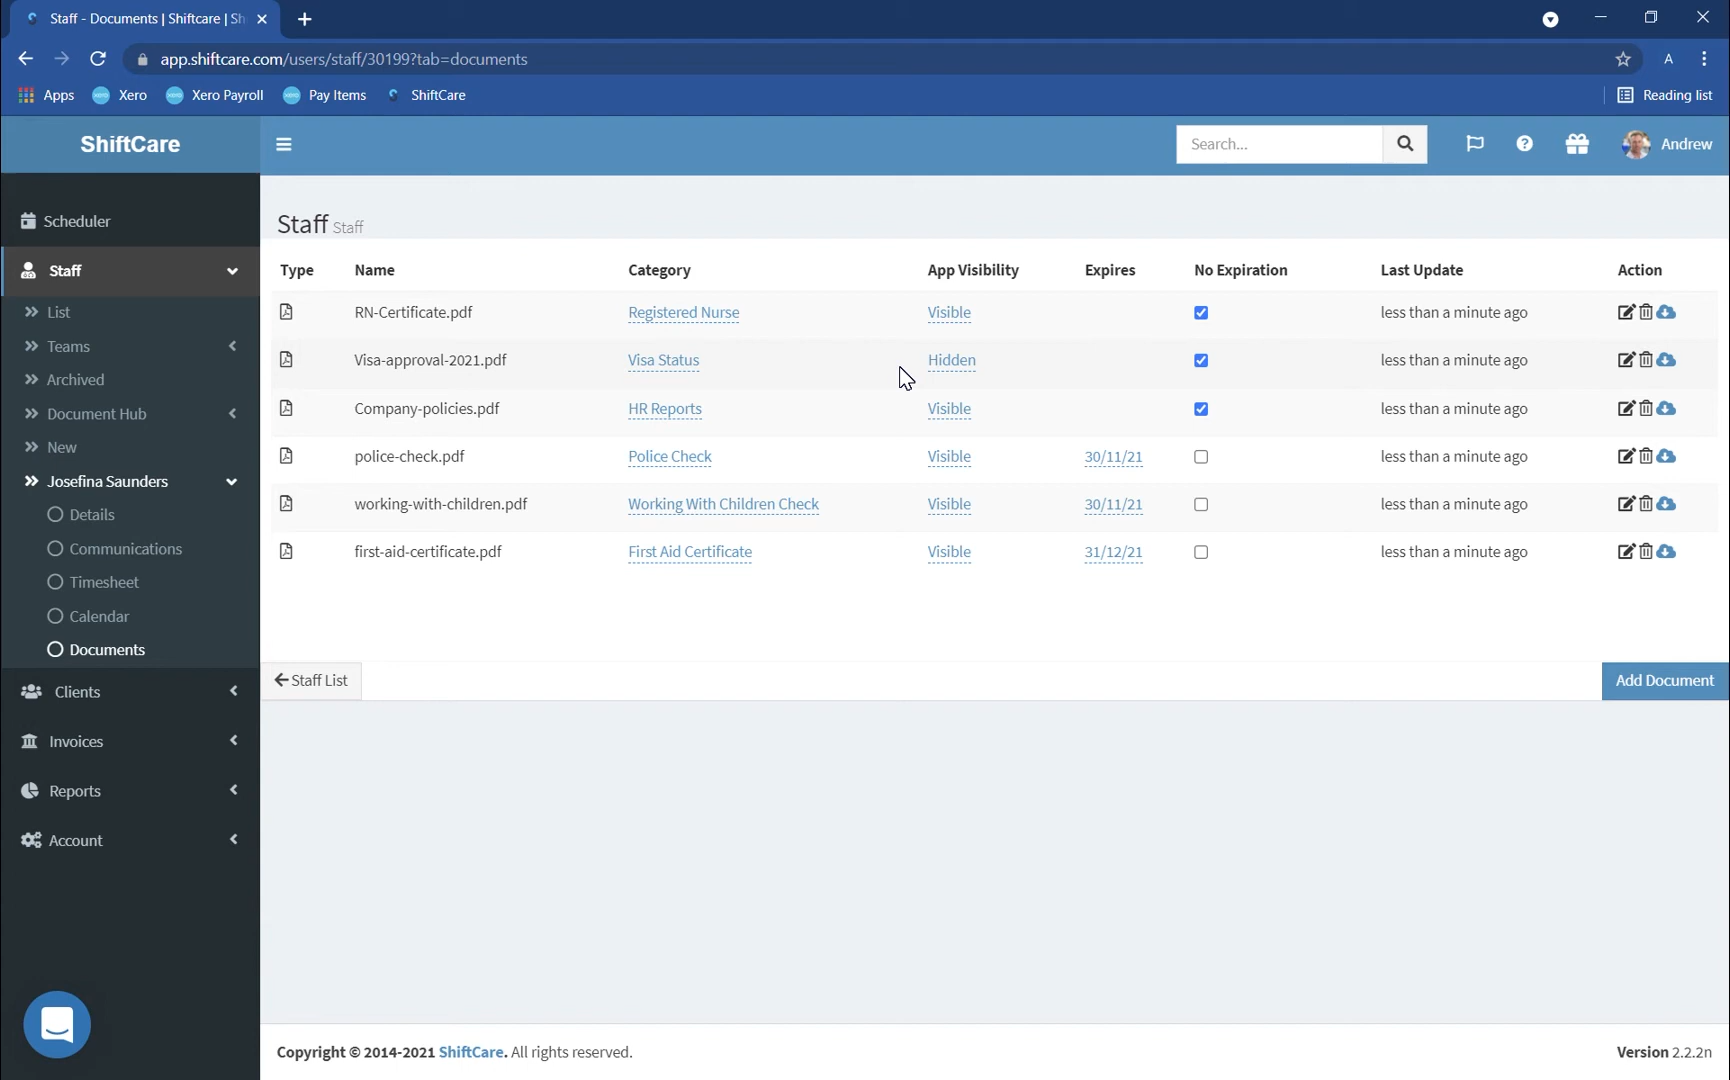 Staff - Documents | Shiftcare | Sh
app.shiftcare.com/users/staff/30199?tab=documents
A
Apps Xero Xero Payroll Pay Items ShiftCare Reading list
ShiftCare Search... Andrew
Scheduler
Staff
List
Teams
Archived
Document Hub
New
Josefina Saunders
Details
Communications
Timesheet
Calendar
Documents
Clients
Invoices
Reports
Account
Staff Staff
Type Name Category App Visibility Expires No Expiration Last Update Action
RN-Certificate.pdf Registered Nurse Visible less than a minute ago
Visa-approval-2021.pdf Visa Status Hidden less than a minute ago
Company-policies.pdf HR Reports Visible less than a minute ago
police-check.pdf Police Check Visible 30/11/21 less than a minute ago
working-with-children.pdf Working With Children Check Visible 30/11/21 less than a minute ago
first-aid-certificate.pdf First Aid Certificate Visible 31/12/21 less than a minute ago
Staff List Add Document
Copyright © 2014-2021 ShiftCare. All rights reserved. Version 2.2.2n